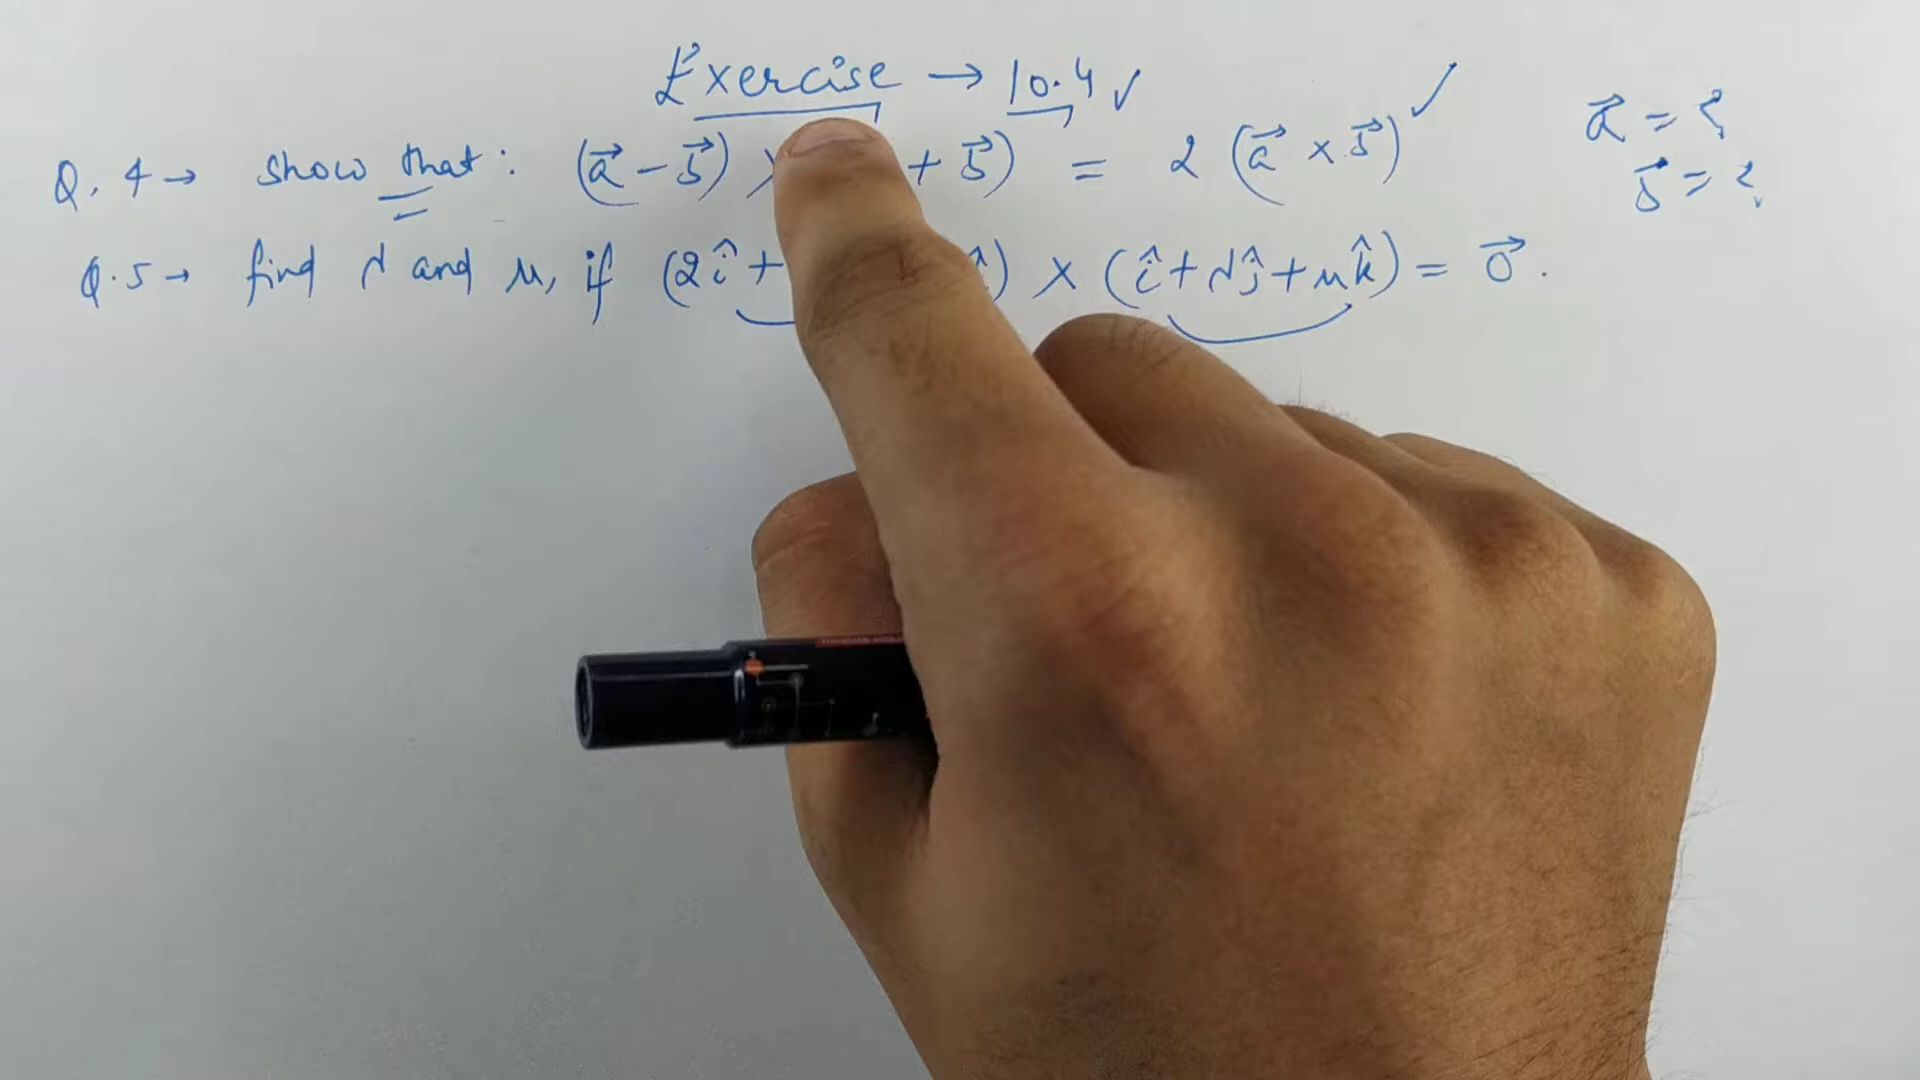 Exercise → 10.4 ✓
Q. 4 → Show that : (a⃗ − b⃗) × + b⃗) = 2 (a⃗ × b⃗) ✓
a⃗ = ?
b⃗ = ?
Q. 5 → find λ and μ, if (2î + ) × (î + λĵ + μk̂) = 0⃗ .